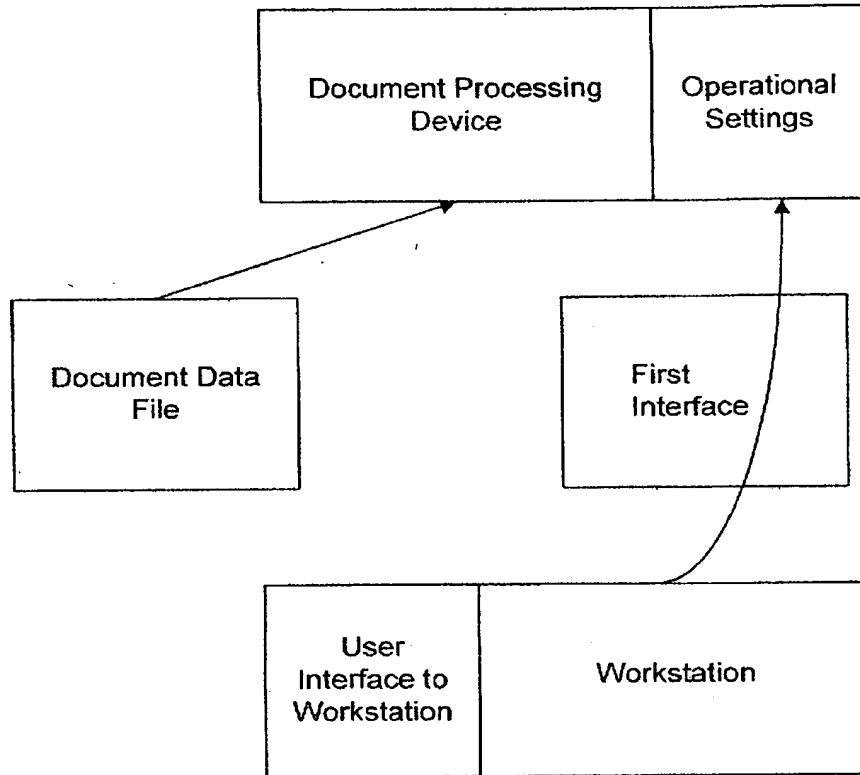 Document Processing
Device
Operational
Settings
Document Data
File
First
Interface
User
Interface to
Workstation
Workstation